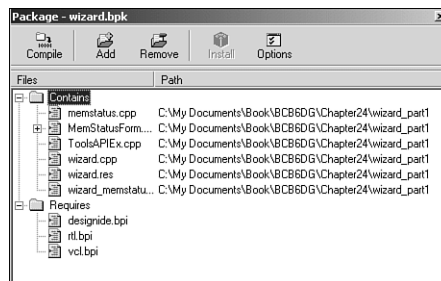 Package - wizard.bpk
Compile Add Remove Install Options
Files Path
Contains
memstatus.cpp C:\My Documents\Book\BCB6DG\Chapter24\wizard_part1
MemStatusForm.... C:\My Documents\Book\BCB6DG\Chapter24\wizard_part1
ToolsAPIEx.cpp C:\My Documents\Book\BCB6DG\Chapter24\wizard_part1
wizard.cpp C:\My Documents\Book\BCB6DG\Chapter24\wizard_part1
wizard.res C:\My Documents\Book\BCB6DG\Chapter24\wizard_part1
wizard_memstatu... C:\My Documents\Book\BCB6DG\Chapter24\wizard_part1
Requires
designide.bpi
rtl.bpi
vcl.bpi